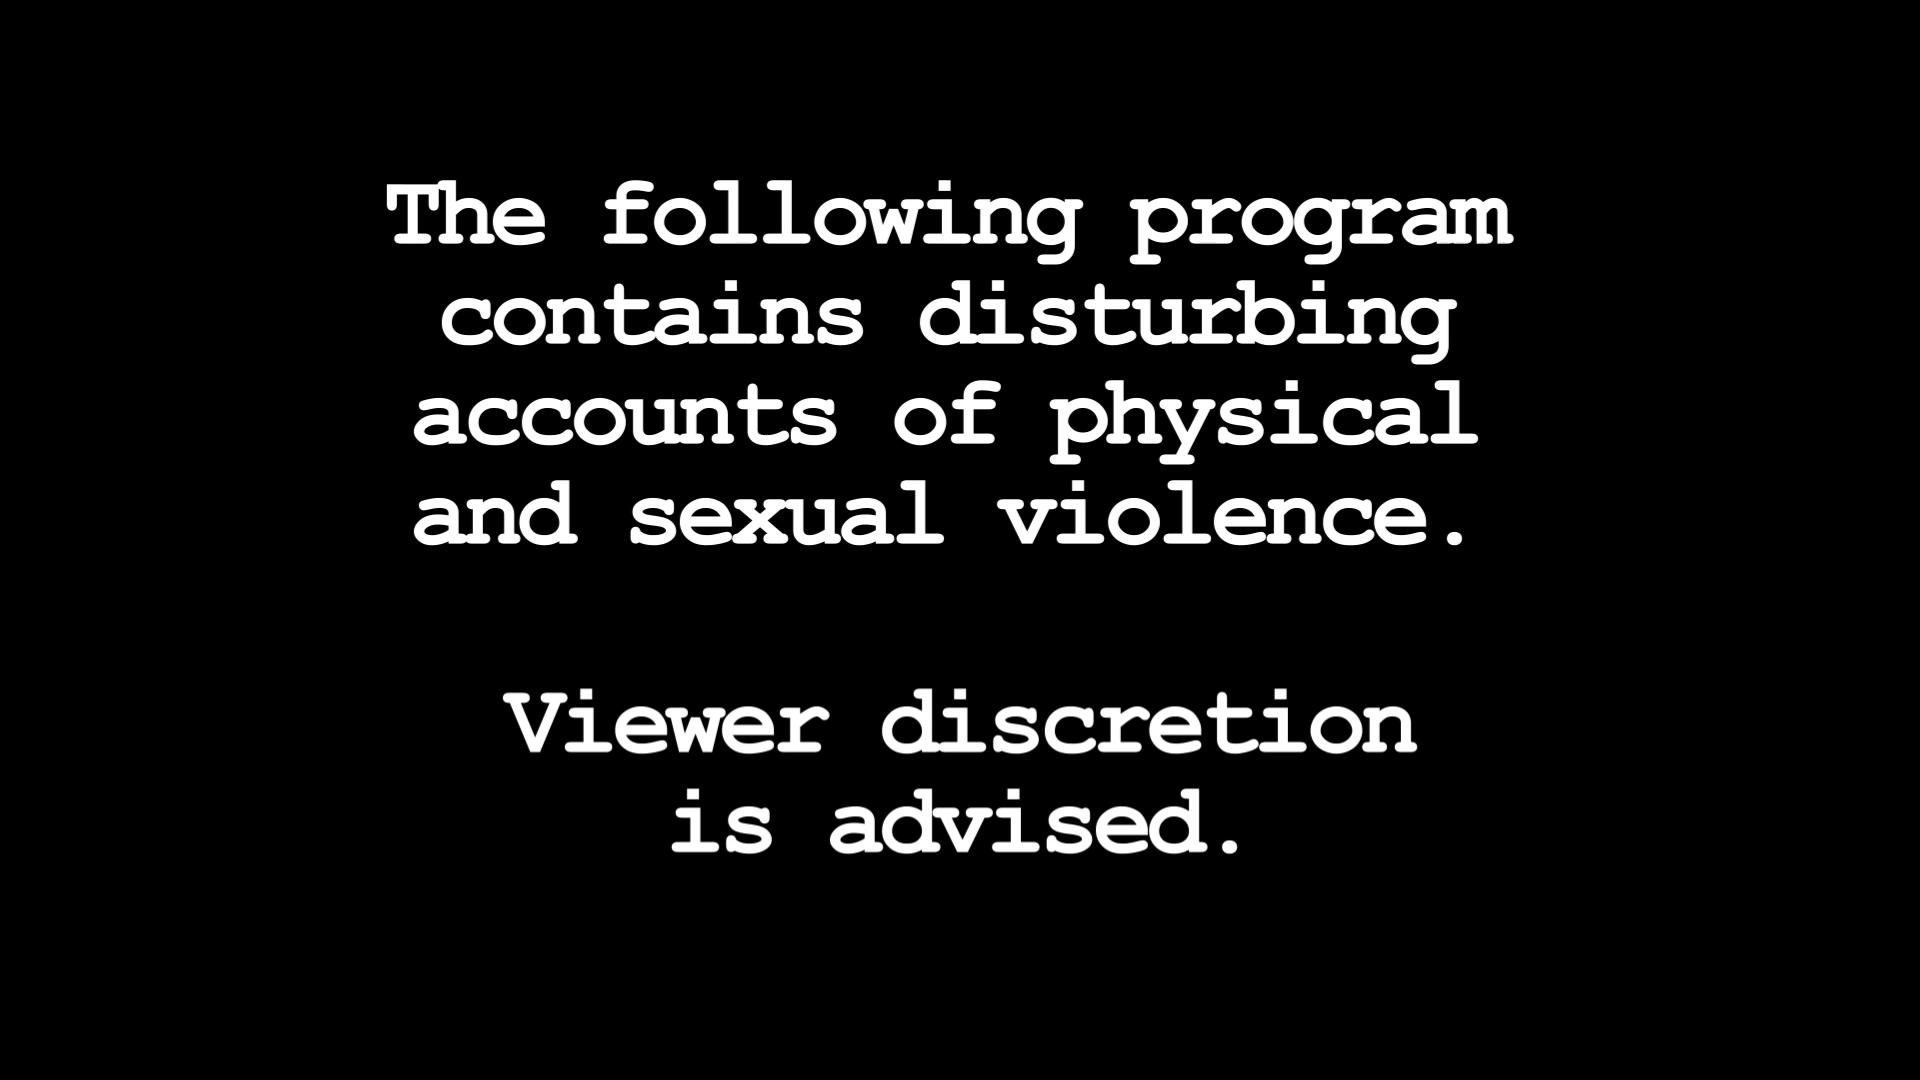 The following program
contains disturbing
accounts of physical
and sexual violence.
Viewer discretion
is advised.